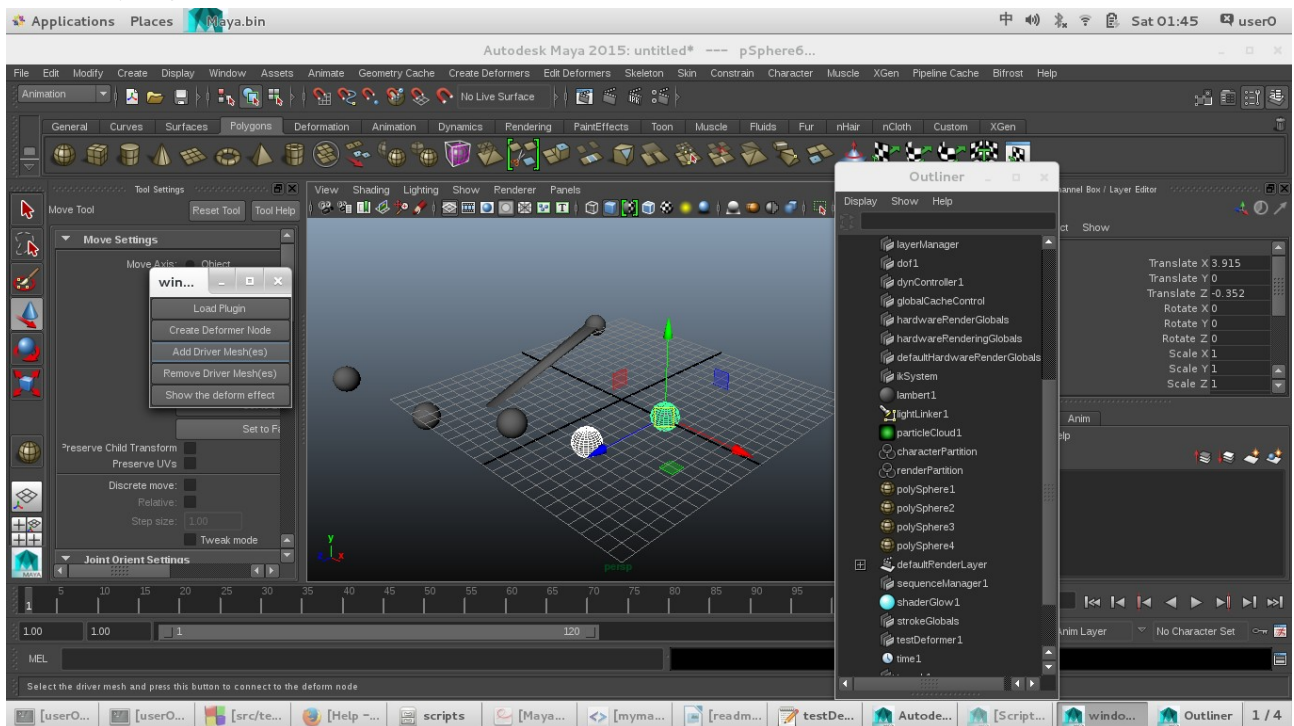 Applications Places Maya.bin 中 Sat 01:45 user0
Autodesk Maya 2015: untitled* --- pSphere6...
File Edit Modify Create Display Window Assets Animate Geometry Cache Create Deformers Edit Deformers Skeleton Skin Constrain Character Muscle XGen Pipeline Cache Bifrost Help
Animation No Live Surface
General Curves Surfaces Polygons Deformation Animation Dynamics Rendering PaintEffects Toon Muscle Fluids Fur nHair nCloth Custom XGen
Tool Settings
Move Tool Reset Tool Tool Help
Move Settings
Move Axis: Object
win...
Load Plugin
Create Deformer Node
Add Driver Mesh(es)
Remove Driver Mesh(es)
Show the deform effect
Preserve Child Transform
Preserve UVs
Discrete move:
Relative:
Step size: 1.00
Tweak mode
Joint Orient Settings
View Shading Lighting Show Renderer Panels
y
x
persp
Outliner
Display Show Help
layerManager
dof1
dynController1
globalCacheControl
hardwareRenderGlobals
hardwareRenderingGlobals
defaultHardwareRenderGlobals
ikSystem
lambert1
lightLinker1
particleCloud1
characterPartition
renderPartition
polySphere1
polySphere2
polySphere3
polySphere4
defaultRenderLayer
sequenceManager1
shaderGlow1
strokeGlobals
testDeformer1
time1
annel Box / Layer Editor
ct Show
Translate X 3.915
Translate Y 0
Translate Z -0.352
Rotate X 0
Rotate Y 0
Rotate Z 0
Scale X 1
Scale Y 1
Scale Z 1
Anim
elp
1 5 10 15 20 25 30 35 40 45 50 55 60 65 70 75 80 85 90 95
1.00 1.00 1 120 Anim Layer No Character Set
MEL
Select the driver mesh and press this button to connect to the deform node
[user0... [user0... [src/te... [Help -... scripts [Maya... [myma... [readm... testDe... Autode... [Script... windo... Outliner 1 / 4